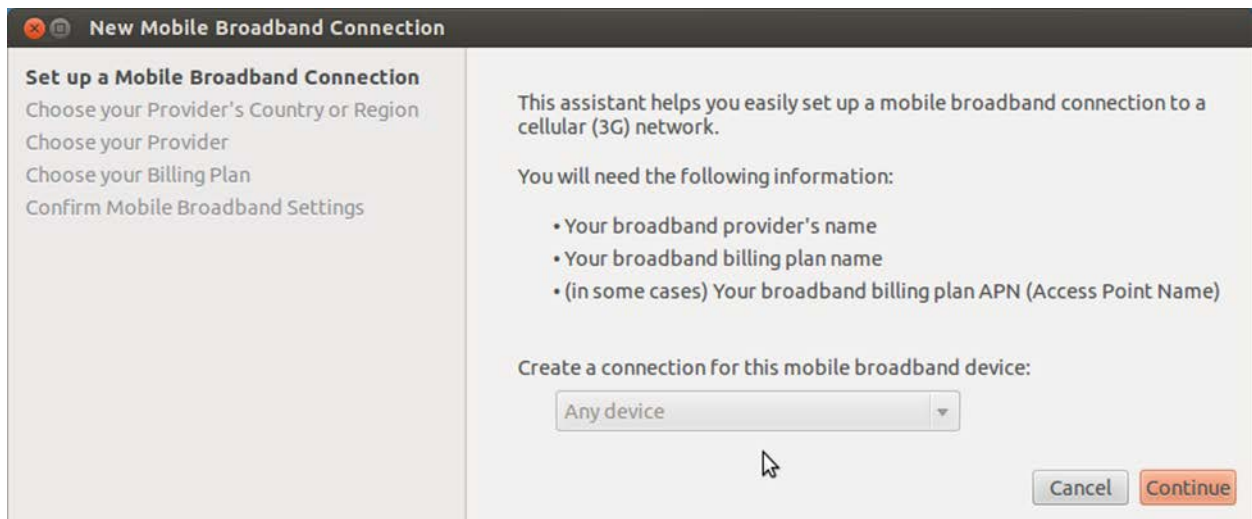 New Mobile Broadband Connection
Set up a Mobile Broadband Connection
Choose your Provider's Country or Region
Choose your Provider
Choose your Billing Plan
Confirm Mobile Broadband Settings
This assistant helps you easily set up a mobile broadband connection to a
cellular (3G) network.
You will need the following information:
• Your broadband provider's name
• Your broadband billing plan name
• (in some cases) Your broadband billing plan APN (Access Point Name)
Create a connection for this mobile broadband device:
Any device
Cancel Continue